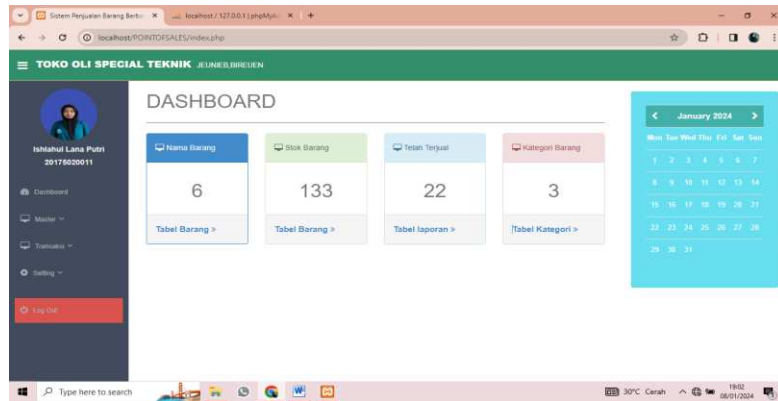 Sistem Penjualan Barang Berba
localhost / 127.0.0.1 | phpMyA
localhost/POINTOFSALES/index.php
TOKO OLI SPECIAL TEKNIK JEUNIEB,BIREUEN
Ishlahul Lana Putri
20175020011
Dashboard
Master
Transaksi
Setting
Log Out
DASHBOARD
Nama Barang
6
Tabel Barang »
Stok Barang
133
Tabel Barang »
Telah Terjual
22
Tabel laporan »
Kategori Barang
3
Tabel Kategori »
January 2024
Mon Tue Wed Thu Fri Sat Sun
1 2 3 4 5 6 7
8 9 10 11 12 13 14
15 16 17 18 19 20 21
22 23 24 25 26 27 28
29 30 31
Type here to search
30°C Cerah
19:02
08/01/2024